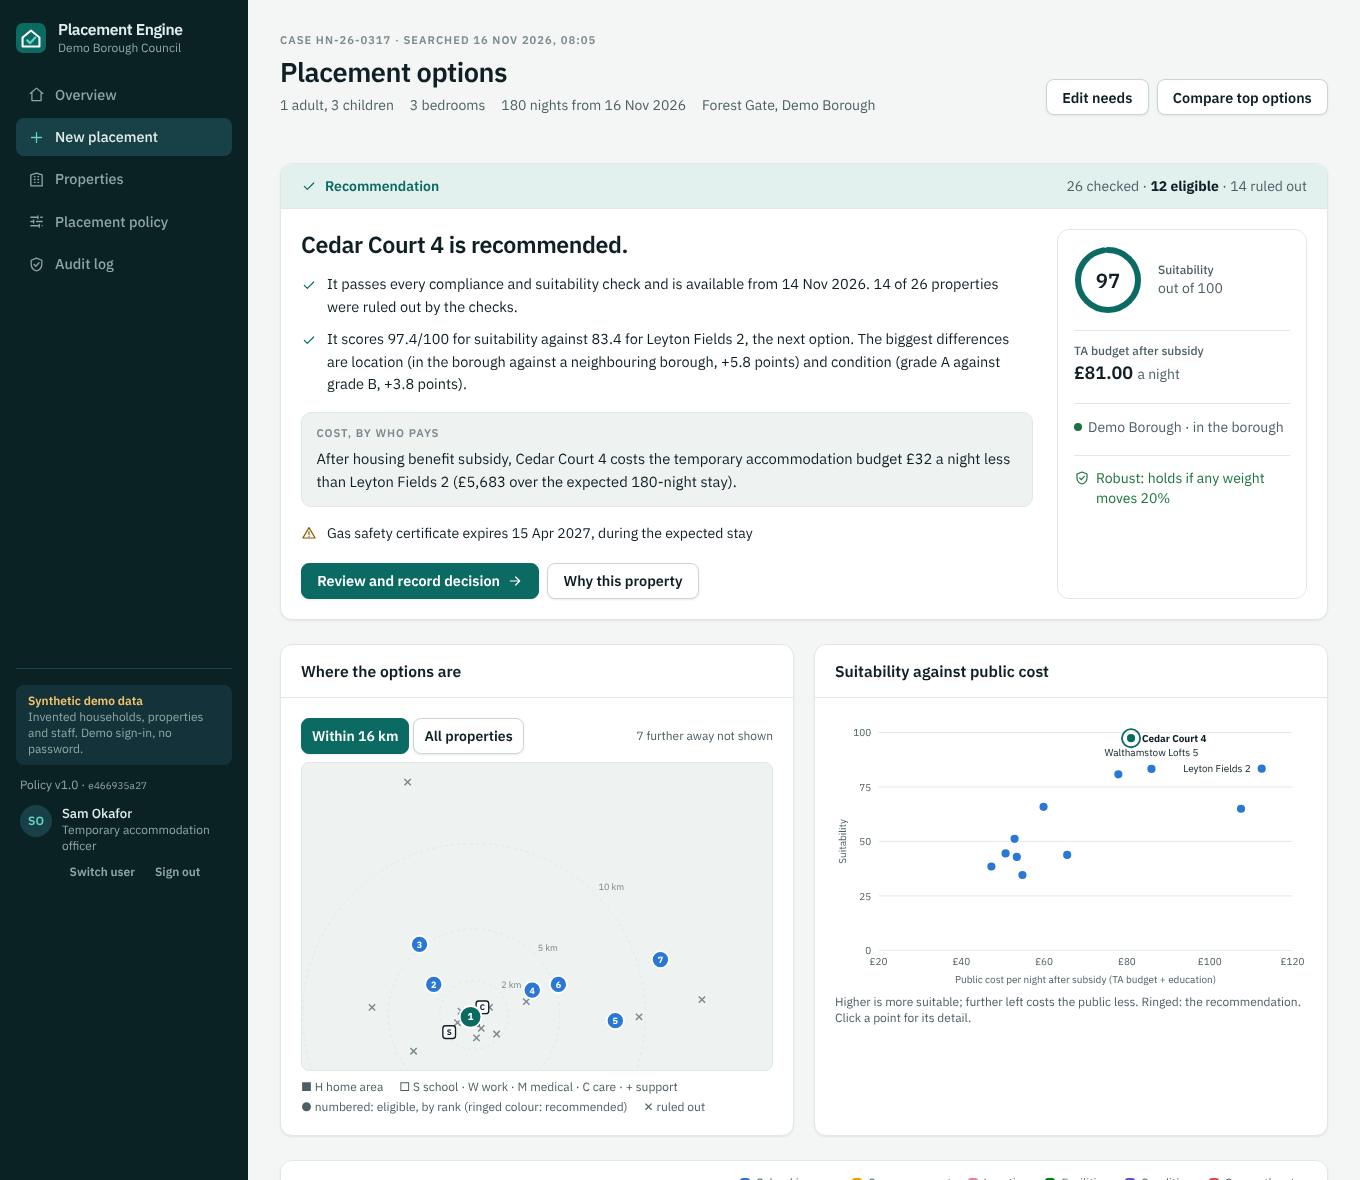 Placement Engine
Demo Borough Council
Overview
New placement
Properties
Placement policy
Audit log
Synthetic demo data
Invented households, properties
and staff. Demo sign-in, no
password.
Policy v1.0 · e466935a27
SO
Sam Okafor
Temporary accommodation
officer
Switch user Sign out
CASE HN-26-0317 · SEARCHED 16 NOV 2026, 08:05
Placement options
1 adult, 3 children 3 bedrooms 180 nights from 16 Nov 2026 Forest Gate, Demo Borough
Edit needs Compare top options
Recommendation
26 checked · 12 eligible · 14 ruled out
Cedar Court 4 is recommended.
It passes every compliance and suitability check and is available from 14 Nov 2026. 14 of 26 properties
were ruled out by the checks.
It scores 97.4/100 for suitability against 83.4 for Leyton Fields 2, the next option. The biggest differences
are location (in the borough against a neighbouring borough, +5.8 points) and condition (grade A against
grade B, +3.8 points).
COST, BY WHO PAYS
After housing benefit subsidy, Cedar Court 4 costs the temporary accommodation budget £32 a night less
than Leyton Fields 2 (£5,683 over the expected 180-night stay).
Gas safety certificate expires 15 Apr 2027, during the expected stay
Review and record decision → Why this property
97
Suitability
out of 100
TA budget after subsidy
£81.00 a night
Demo Borough · in the borough
Robust: holds if any weight
moves 20%
Where the options are
Within 16 km All properties 7 further away not shown
10 km
5 km
2 km
3
7
2
4
6
C
1
5
S
H home area S school · W work · M medical · C care · + support
numbered: eligible, by rank (ringed colour: recommended) × ruled out
Suitability against public cost
100
75
50
25
0
Suitability
Cedar Court 4
Walthamstow Lofts 5
Leyton Fields 2
£20 £40 £60 £80 £100 £120
Public cost per night after subsidy (TA budget + education)
Higher is more suitable; further left costs the public less. Ringed: the recommendation.
Click a point for its detail.